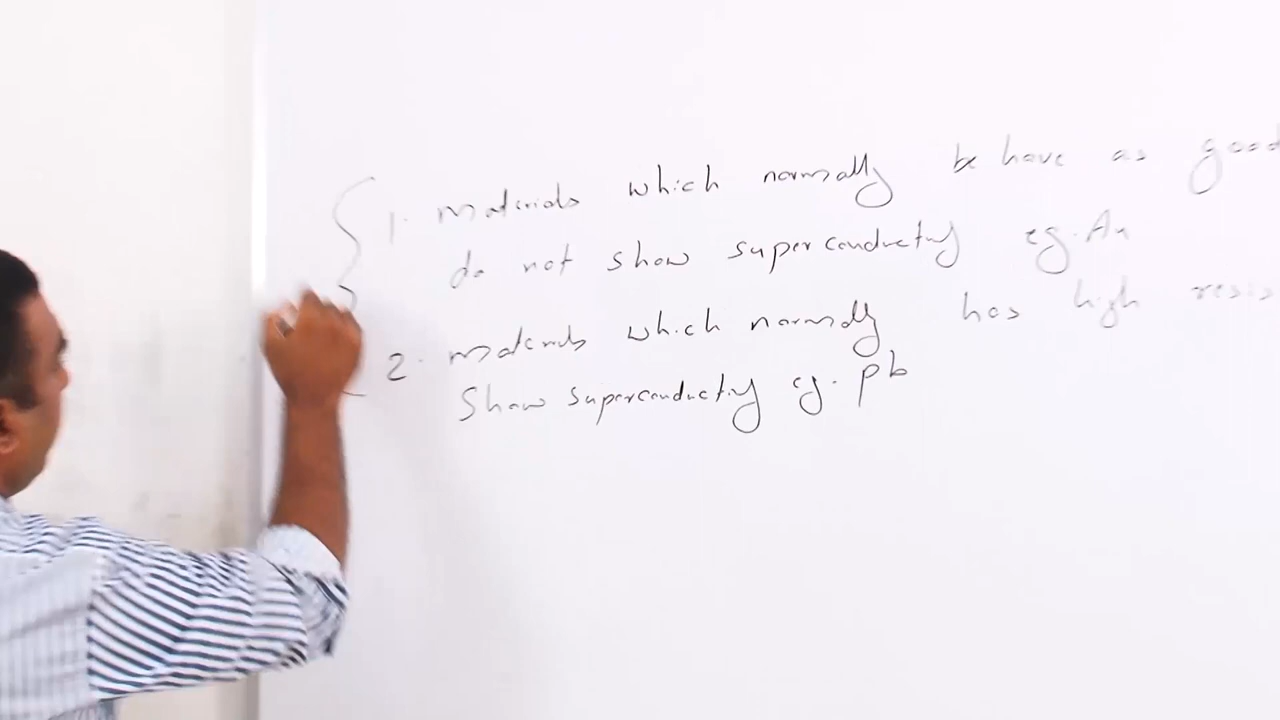 1. materials which normally behave as good
do not show superconductivity eg. Au
2. materials which normally has high resis
Show superconductivity eg. Pb